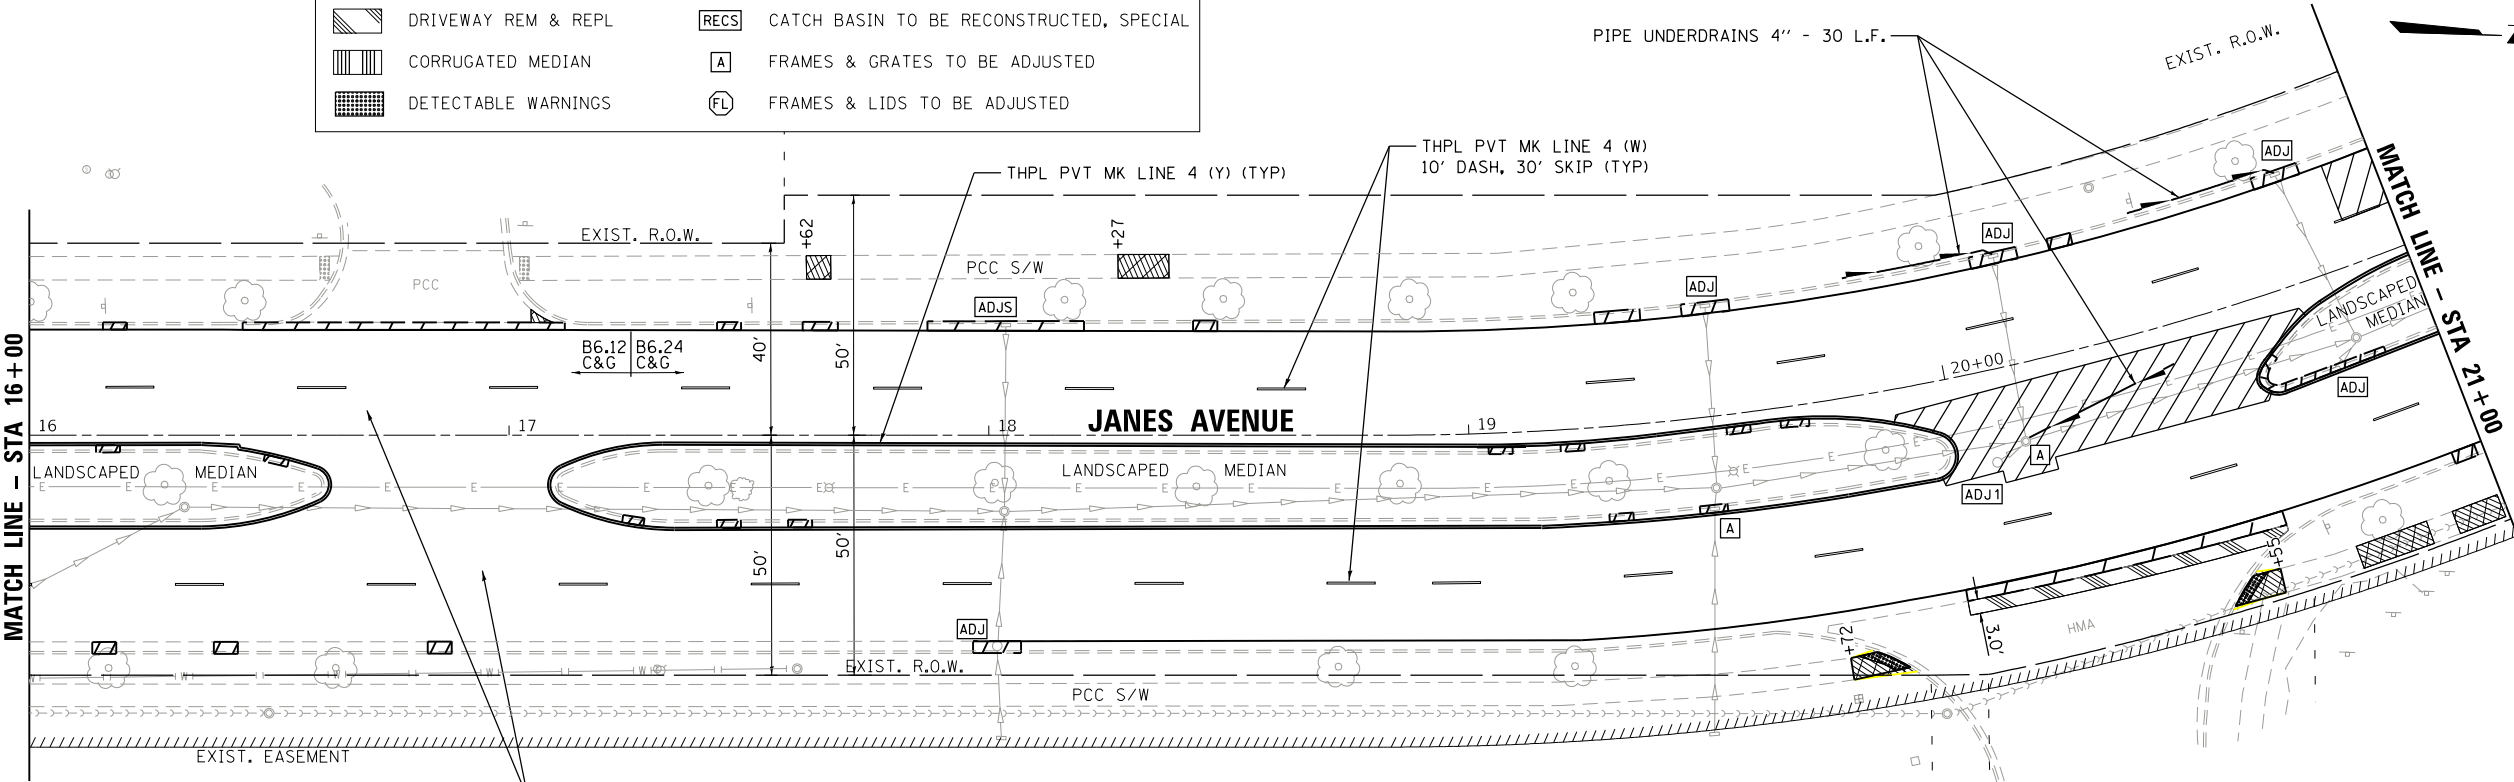 DRIVEWAY REM & REPL
RECS CATCH BASIN TO BE RECONSTRUCTED, SPECIAL
CORRUGATED MEDIAN
A FRAMES & GRATES TO BE ADJUSTED
DETECTABLE WARNINGS
FL FRAMES & LIDS TO BE ADJUSTED
PIPE UNDERDRAINS 4'' - 30 L.F.
EXIST. R.O.W.
THPL PVT MK LINE 4 (Y) (TYP)
THPL PVT MK LINE 4 (W)
10' DASH, 30' SKIP (TYP)
ADJ
MATCH LINE - STA 21+00
EXIST. R.O.W.
+62
+27
ADJ
PCC
PCC S/W
ADJS
ADJ
LANDSCAPED
MEDIAN
B6.12 B6.24
C&G C&G
40'
50'
20+00
ADJ
MATCH LINE - STA 16+00
16
17
18
JANES AVENUE
19
LANDSCAPED MEDIAN
LANDSCAPED MEDIAN
A
ADJ1
A
50'
50'
+55
ADJ
+72
3.0'
HMA
EXIST. R.O.W.
PCC S/W
EXIST. EASEMENT